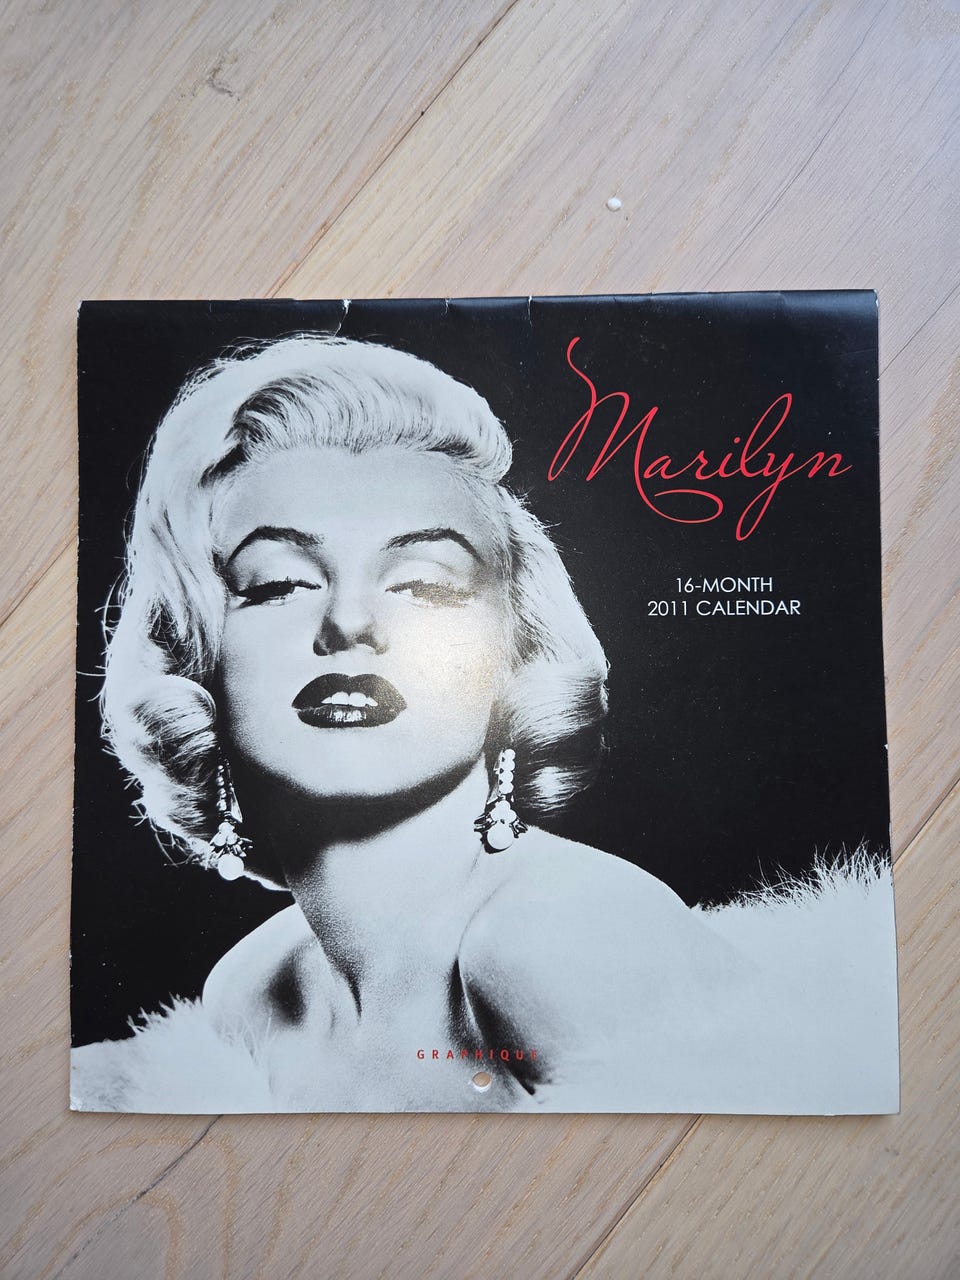 Marilyn
16-MONTH
2011 CALENDAR
GRAPHIQUE